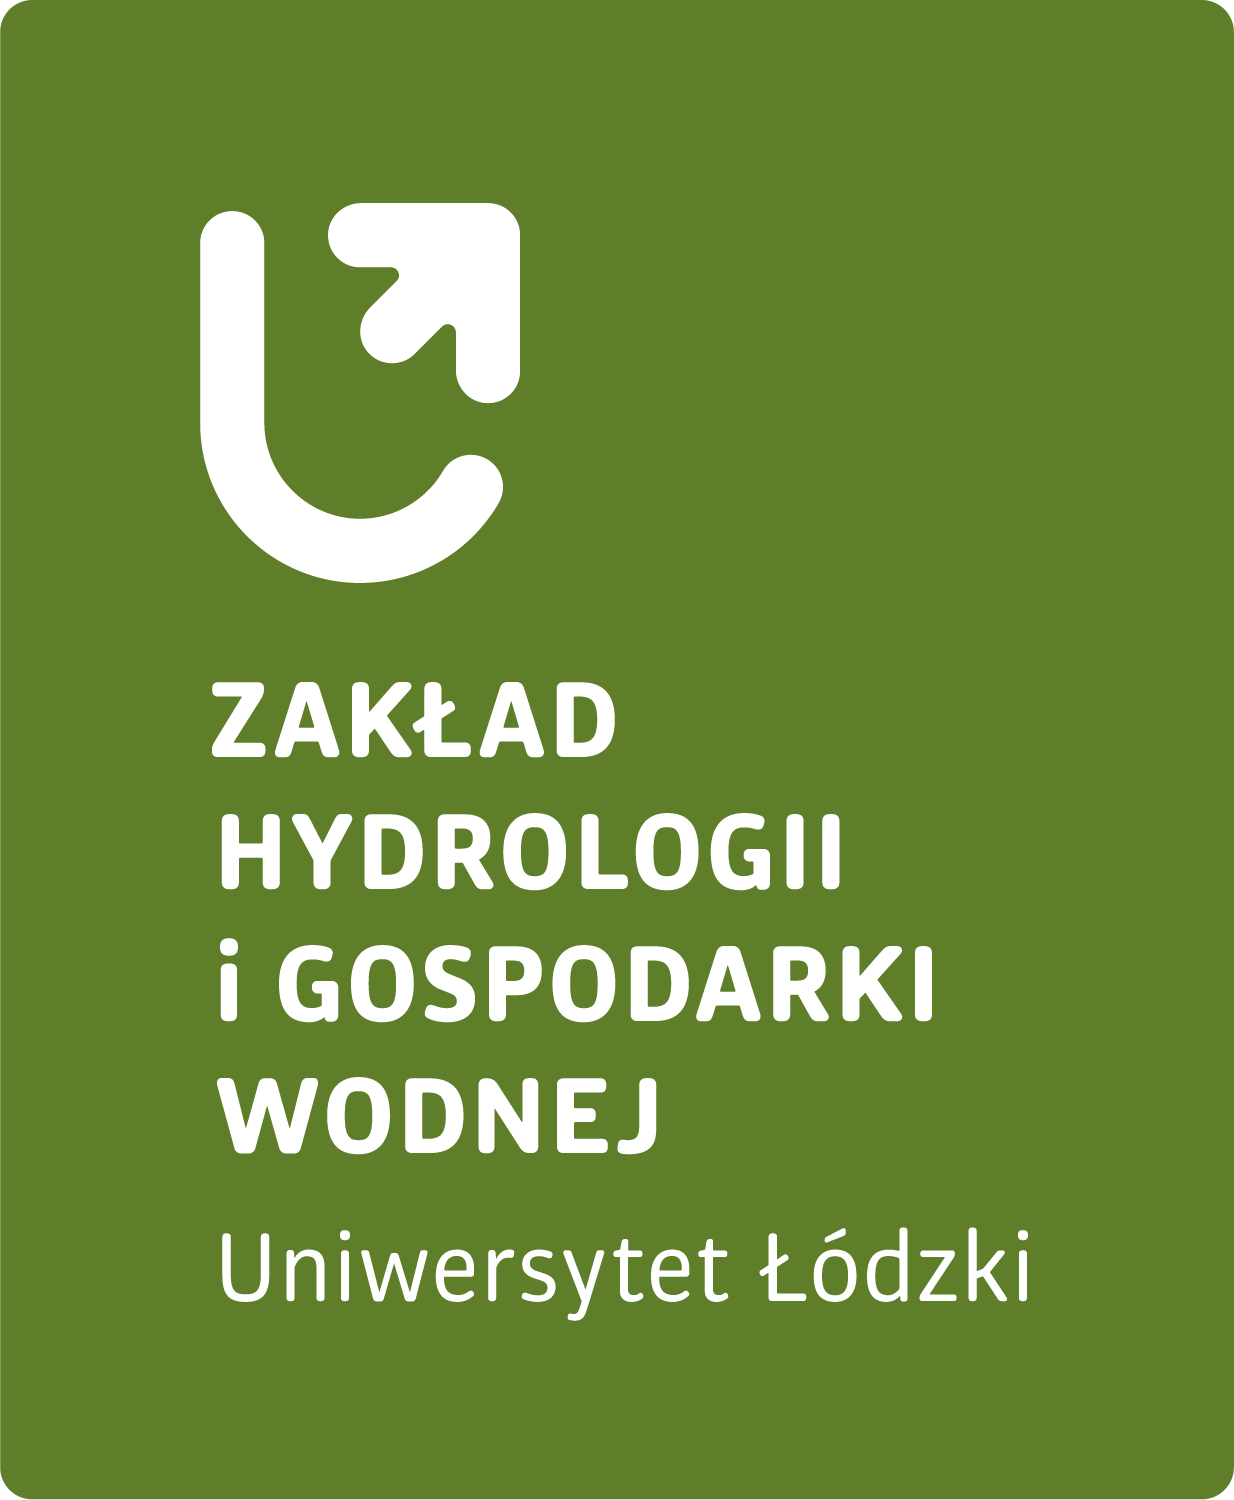 ZAKŁAD
HYDROLOGII
i GOSPODARKI
WODNEJ
Uniwersytet Łódzki